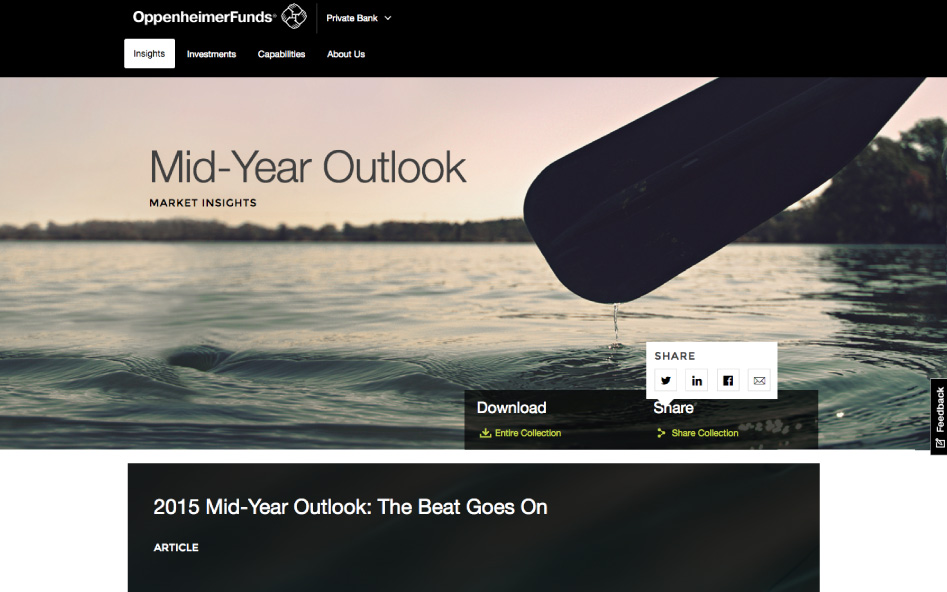 OppenheimerFunds®
Private Bank
Insights
Investments
Capabilities
About Us
Mid-Year Outlook
MARKET INSIGHTS
SHARE
Download
Share
Entire Collection
Share Collection
Feedback
2015 Mid-Year Outlook: The Beat Goes On
ARTICLE